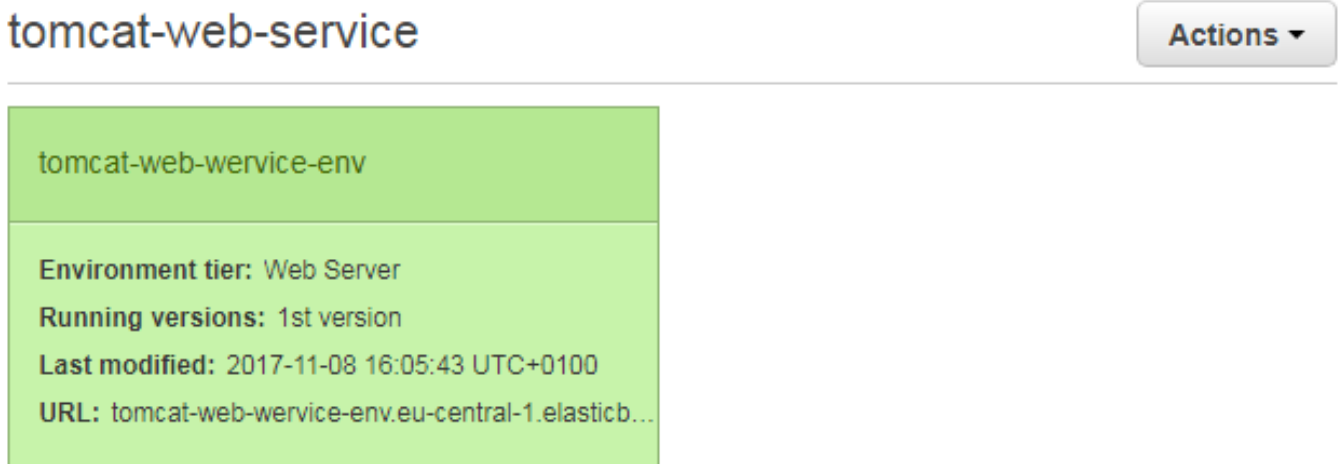 tomcat-web-service
Actions
tomcat-web-wervice-env
Environment tier: Web Server
Running versions: 1st version
Last modified: 2017-11-08 16:05:43 UTC+0100
URL: tomcat-web-wervice-env.eu-central-1.elasticb...